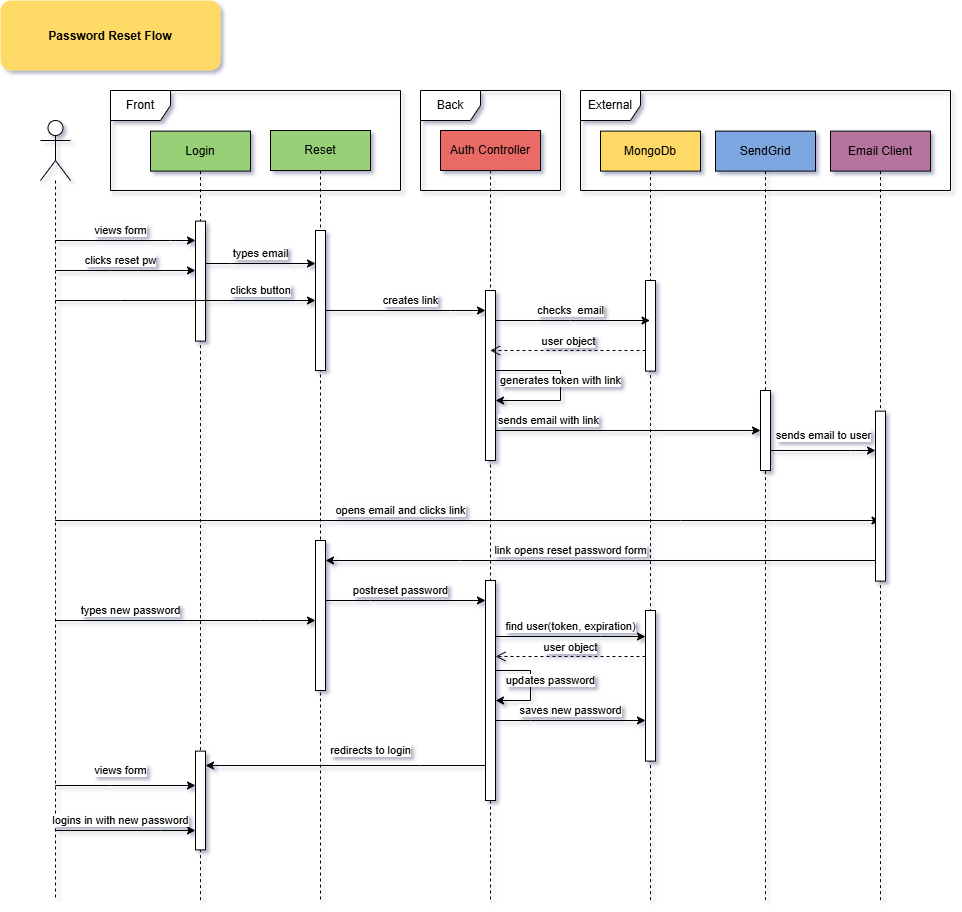 Password Reset Flow
Front
Back
External
Login
Reset
Auth Controller
MongoDb
SendGrid
Email Client
views form
types email
clicks reset pw
clicks button
creates link
checks  email
user object
generates token with link
sends email with link
sends email to user
opens email and clicks link
link opens reset password form
postreset password
types new password
find user(token, expiration)
user object
updates password
saves new password
redirects to login
views form
logins in with new password